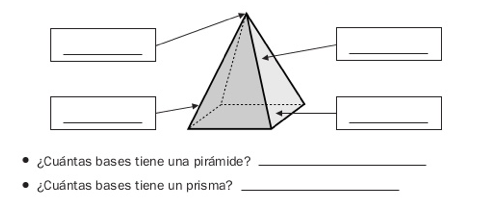 • ¿Cuántas bases tiene una pirámide?
• ¿Cuántas bases tiene un prisma?